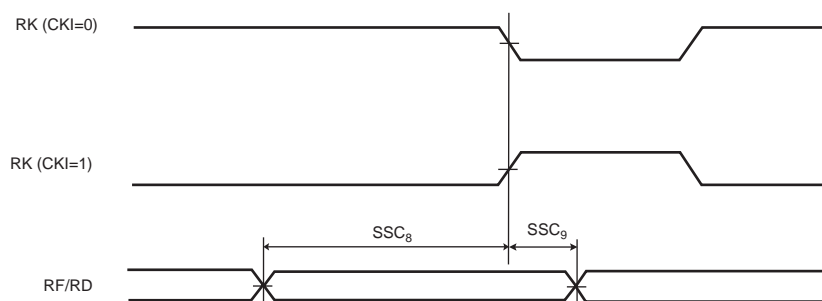 RK (CKI=0)
RK (CKI=1)
SSC₈
SSC₉
RF/RD